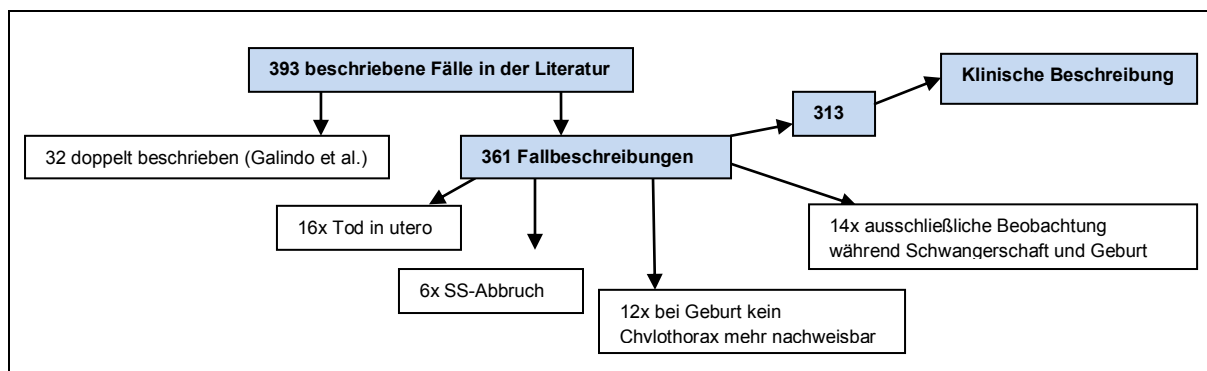 393 beschriebene Fälle in der Literatur
Klinische Beschreibung
313
32 doppelt beschrieben (Galindo et al.)
361 Fallbeschreibungen
16x Tod in utero
14x ausschließliche Beobachtung
während Schwangerschaft und Geburt
6x SS-Abbruch
12x bei Geburt kein
Chvlothorax mehr nachweisbar